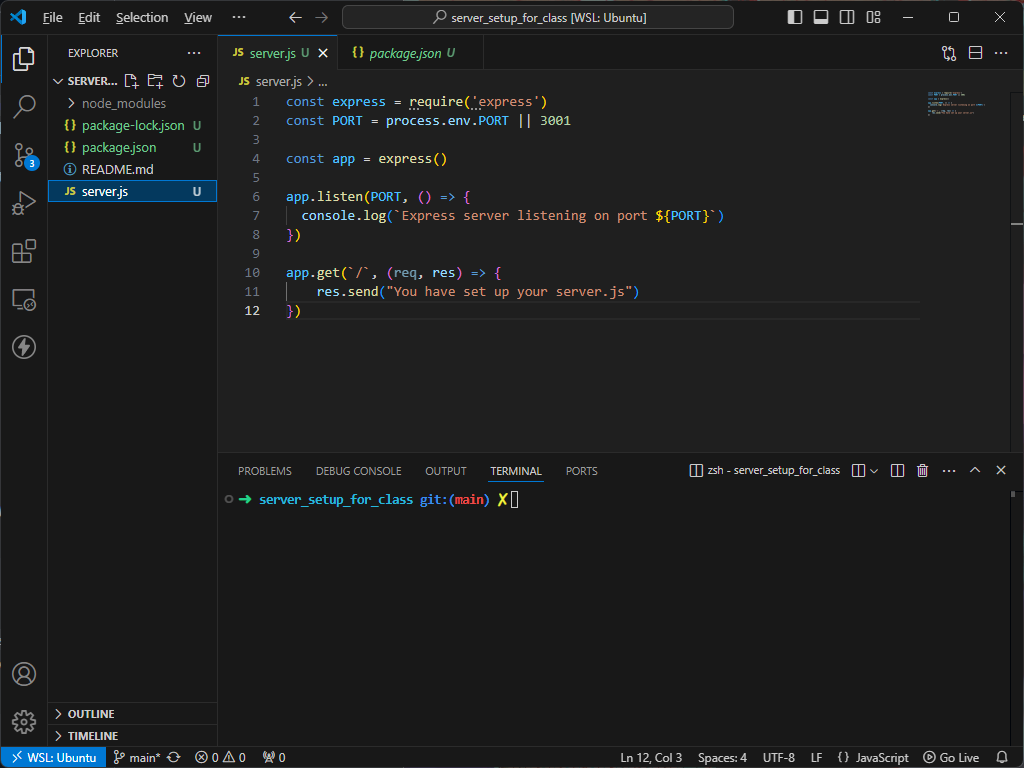 File Edit Selection View ··· server_setup_for_class [WSL: Ubuntu]
EXPLORER ···
SERVER...
node_modules
{} package-lock.json U
{} package.json U
README.md
JS server.js U
OUTLINE
TIMELINE
3
JS server.js U
{} package.json U
JS server.js > ...
1 const express = require('express')
2 const PORT = process.env.PORT || 3001
3
4 const app = express()
5
6 app.listen(PORT, () => {
7 console.log(`Express server listening on port ${PORT}`)
8 })
9
10 app.get(`/`, (req, res) => {
11 res.send("You have set up your server.js")
12 })
PROBLEMS DEBUG CONSOLE OUTPUT TERMINAL PORTS zsh - server_setup_for_class
➜ server_setup_for_class git:(main) ✗
WSL: Ubuntu main* 0 0 0 Ln 12, Col 3 Spaces: 4 UTF-8 LF {} JavaScript Go Live